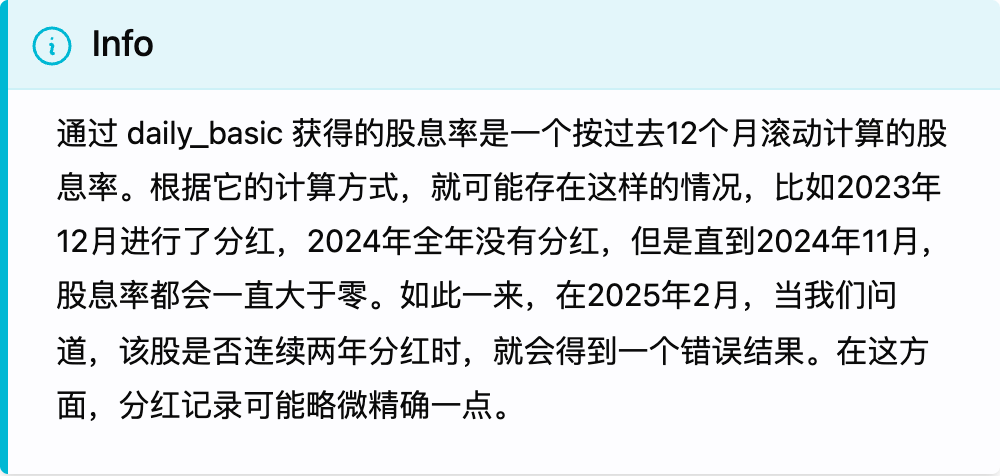 Info
通过 daily_basic 获得的股息率是一个按过去12个月滚动计算的股
息率。根据它的计算方式，就可能存在这样的情况，比如2023年
12月进行了分红，2024年全年没有分红，但是直到2024年11月，
股息率都会一直大于零。如此一来，在2025年2月，当我们问
道，该股是否连续两年分红时，就会得到一个错误结果。在这方
面，分红记录可能略微精确一点。